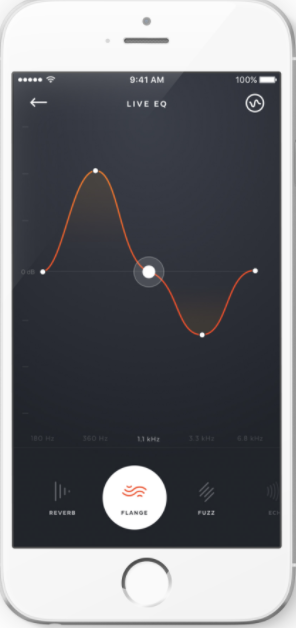 9:41 AM
100%
LIVE EQ
0 dB
180 Hz 360 Hz 1.1 kHz 3.3 kHz 6.8 kHz
REVERB FLANGE FUZZ